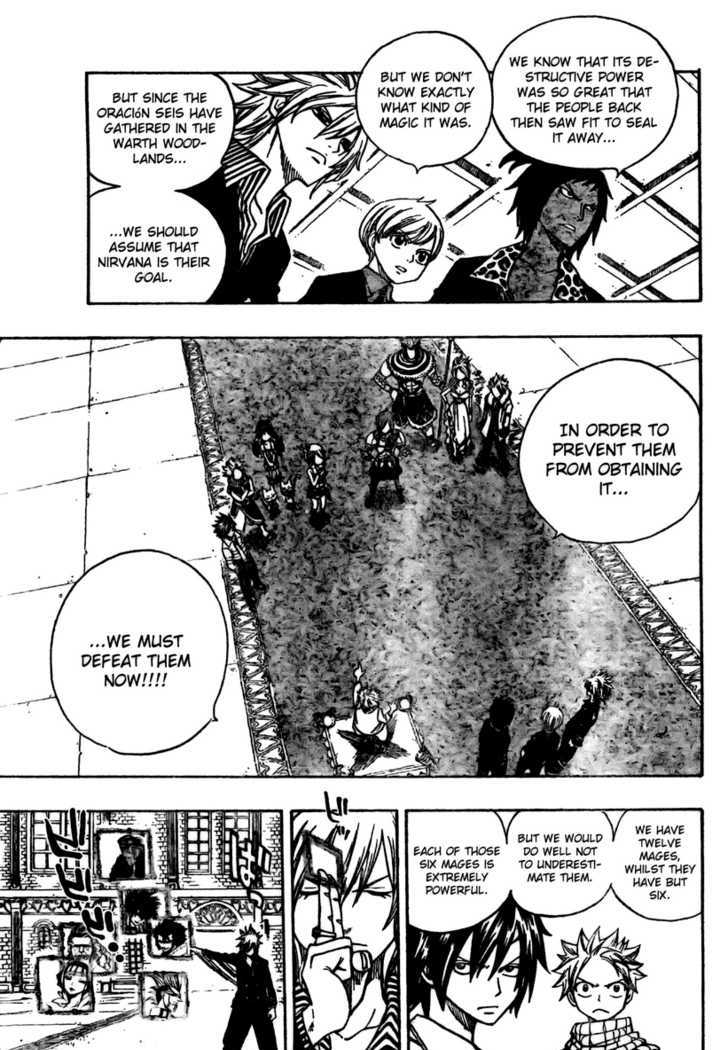 WE KNOW THAT ITS DE-
STRUCTIVE POWER
WAS SO GREAT THAT
THE PEOPLE BACK
THEN SAW FIT TO SEAL
IT AWAY...
BUT WE DON'T
KNOW EXACTLY
WHAT KIND OF
MAGIC IT WAS.
BUT SINCE THE
ORACIóN SEIS HAVE
GATHERED IN THE
WARTH WOOD-
LANDS...
...WE SHOULD
ASSUME THAT
NIRVANA IS THEIR
GOAL.
IN ORDER TO
PREVENT THEM
FROM OBTAINING
IT...
...WE MUST
DEFEAT THEM
NOW!!!!
WE HAVE
TWELVE
MAGES,
WHILST THEY
HAVE BUT
SIX.
BUT WE WOULD
DO WELL NOT
TO UNDERESTI-
MATE THEM.
EACH OF THOSE
SIX MAGES IS
EXTREMELY
POWERFUL.
ビッ